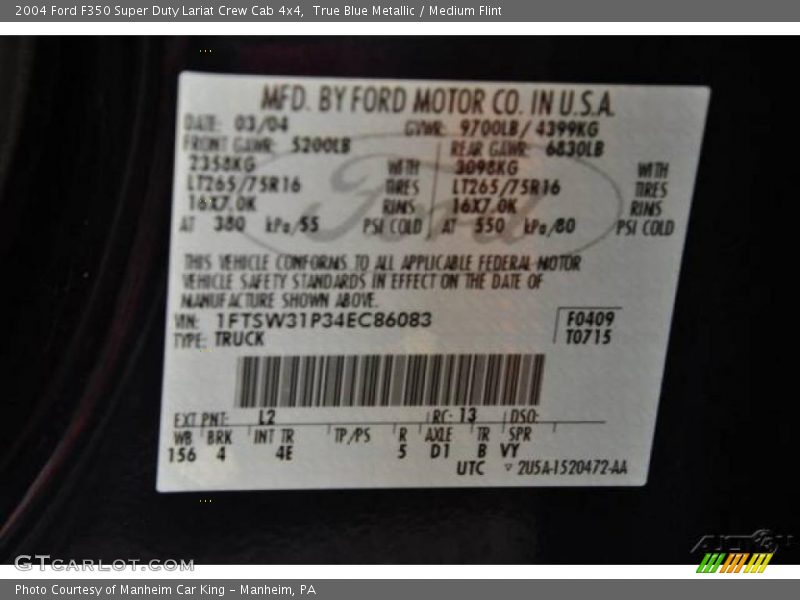 2004 Ford F350 Super Duty Lariat Crew Cab 4x4,  True Blue Metallic / Medium Flint
MFD. BY FORD MOTOR CO. IN U.S.A.
DATE: 03/04 GVWR: 9700LB / 4399KG
FRONT GAWR: 5200LB REAR GAWR: 6830LB
2358KG WITH 3098KG WITH
LT265/75R16 TIRES LT265/75R16 TIRES
16X7.0K RIMS 16X7.0K RIMS
AT 380 kPa/55 PSI COLD AT 550 kPa/80 PSI COLD
Ford
THIS VEHICLE CONFORMS TO ALL APPLICABLE FEDERAL MOTOR
VEHICLE SAFETY STANDARDS IN EFFECT ON THE DATE OF
MANUFACTURE SHOWN ABOVE.
VIN: 1FTSW31P34EC86083 F0409
TYPE: TRUCK T0715
EXT PNT: L2 RC: 13 DSO:
WB BRK INT TR TP/PS R AXLE TR SPR
156 4 4E 5 D1 B VY
UTC ▽ 2U5A-1520472-AA
GTCarLot.com
Photo Courtesy of Manheim Car King – Manheim, PA